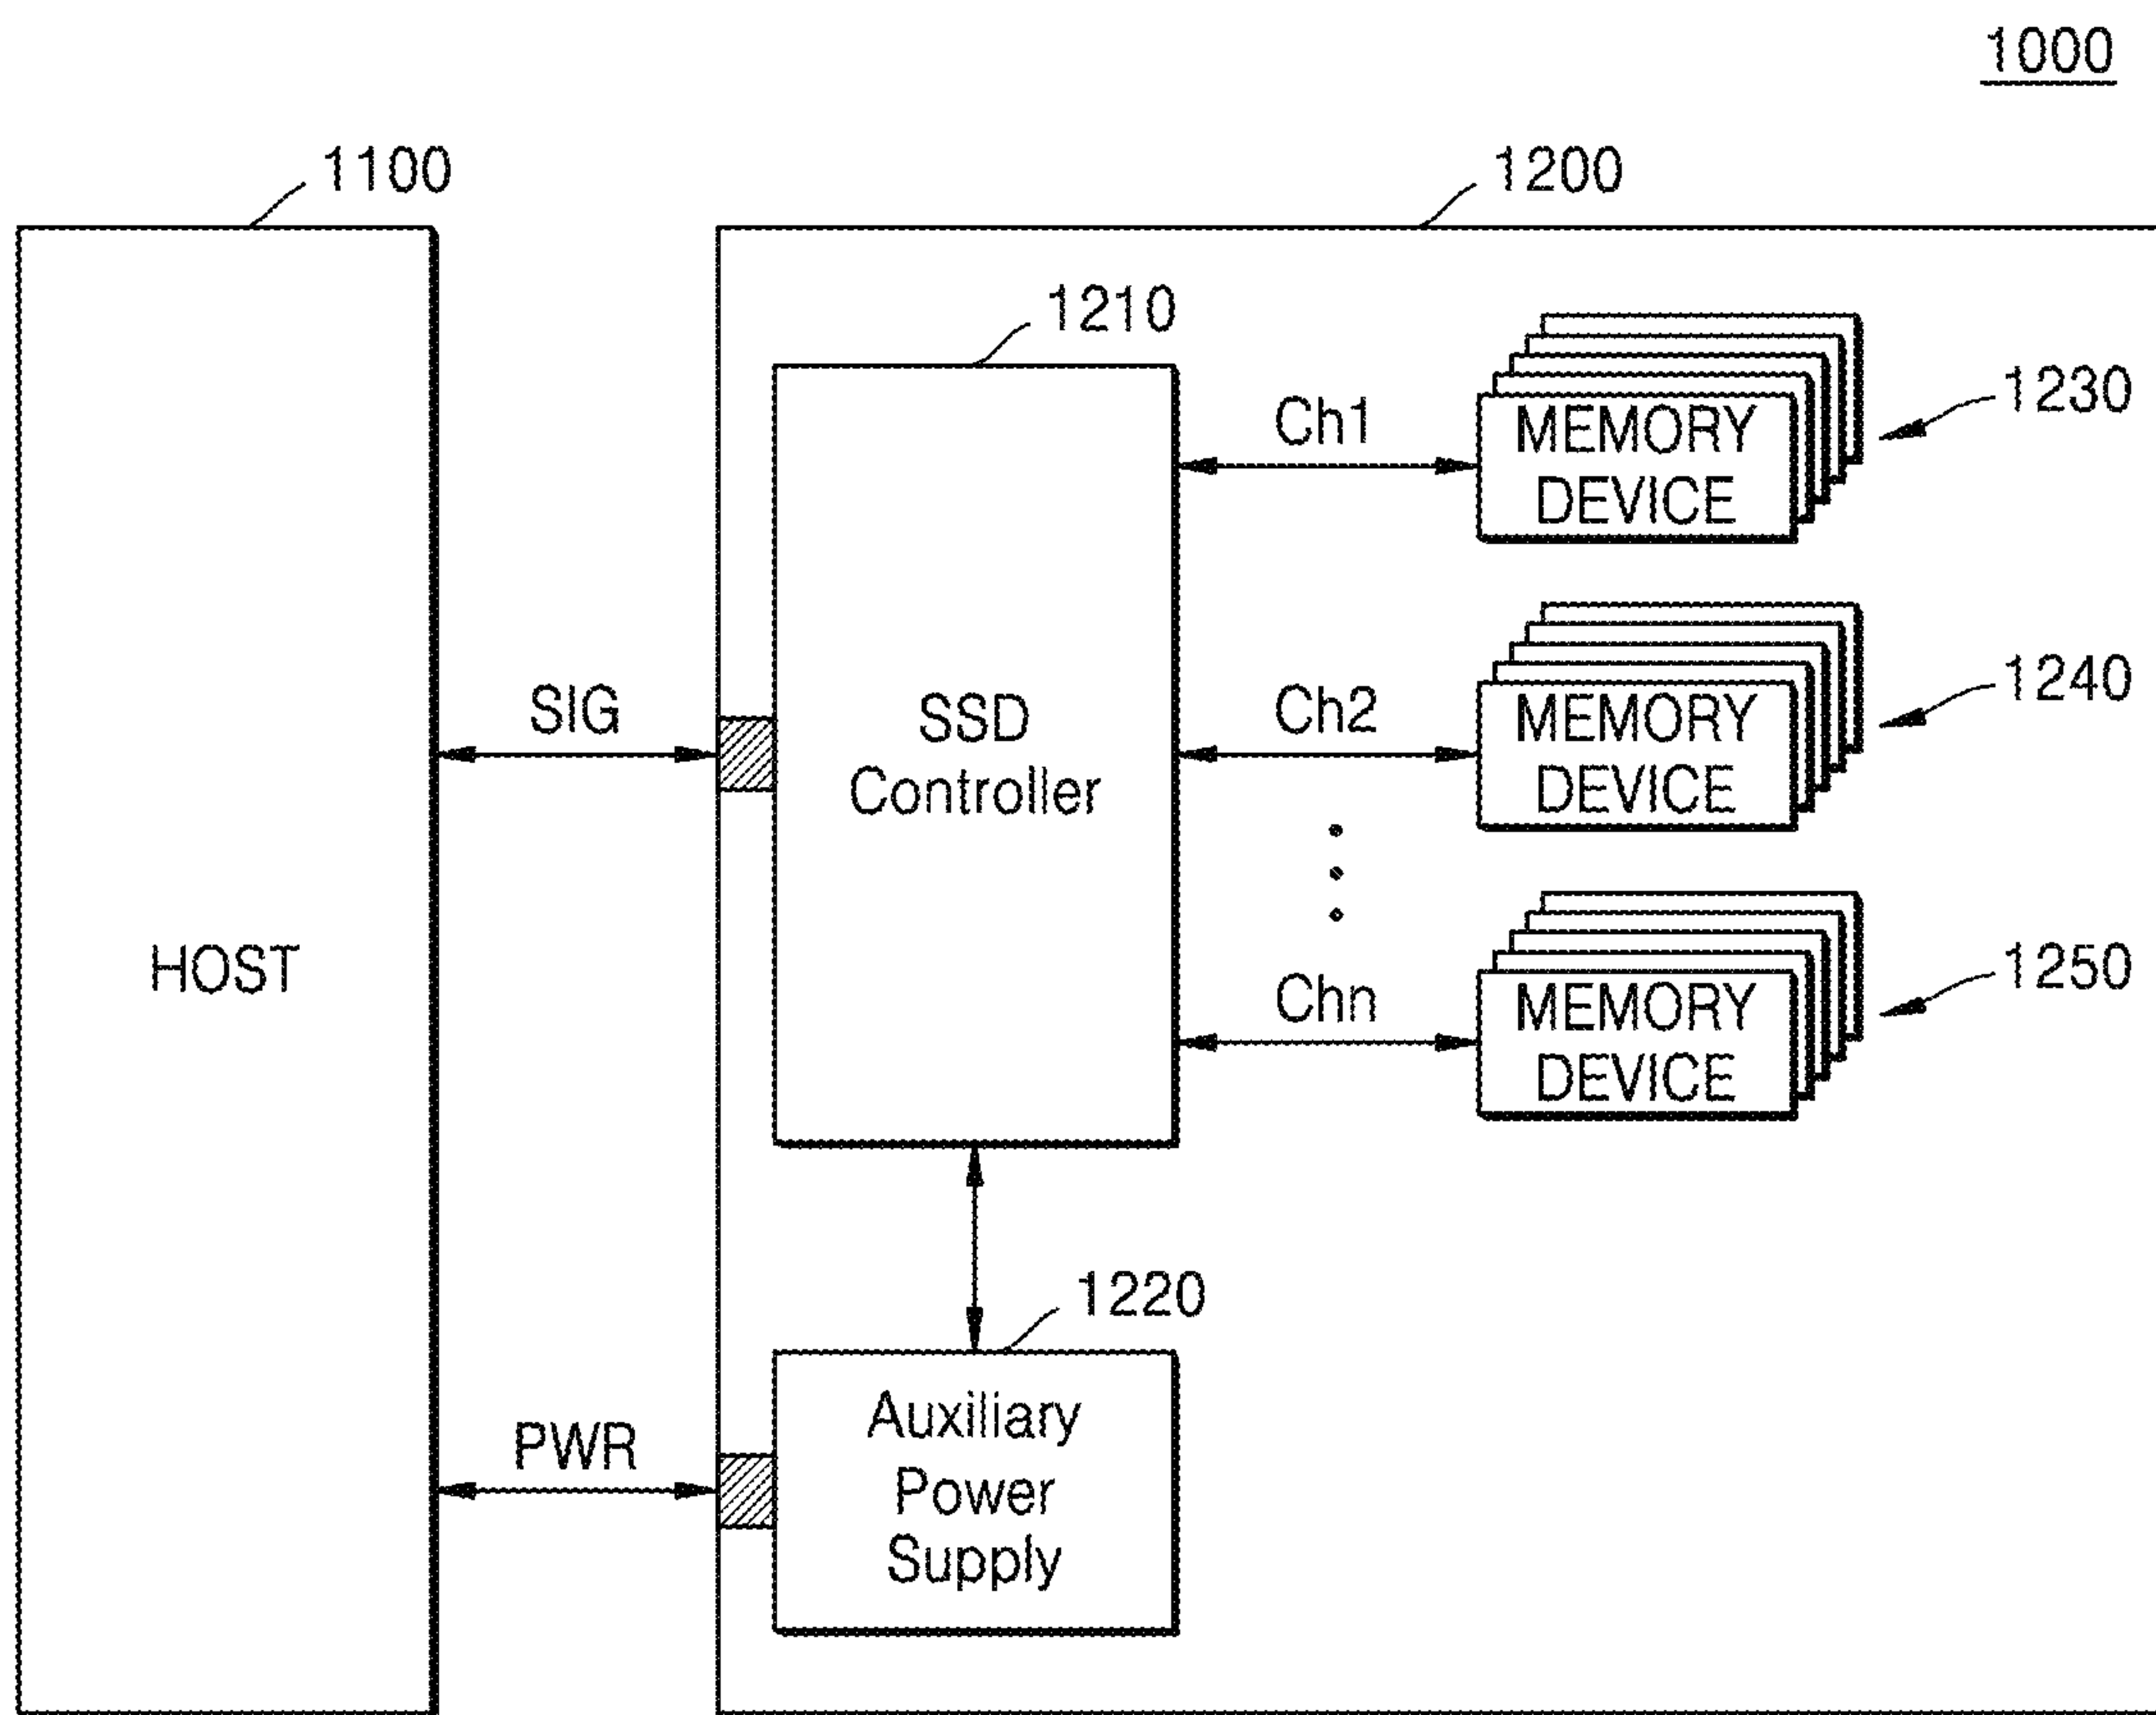 1000
1100
1200
1210
Ch1
MEMORY
DEVICE
1230
SIG
SSD
Controller
Ch2
MEMORY
DEVICE
1240
HOST
Chn
MEMORY
DEVICE
1250
1220
PWR
Auxiliary
Power
Supply